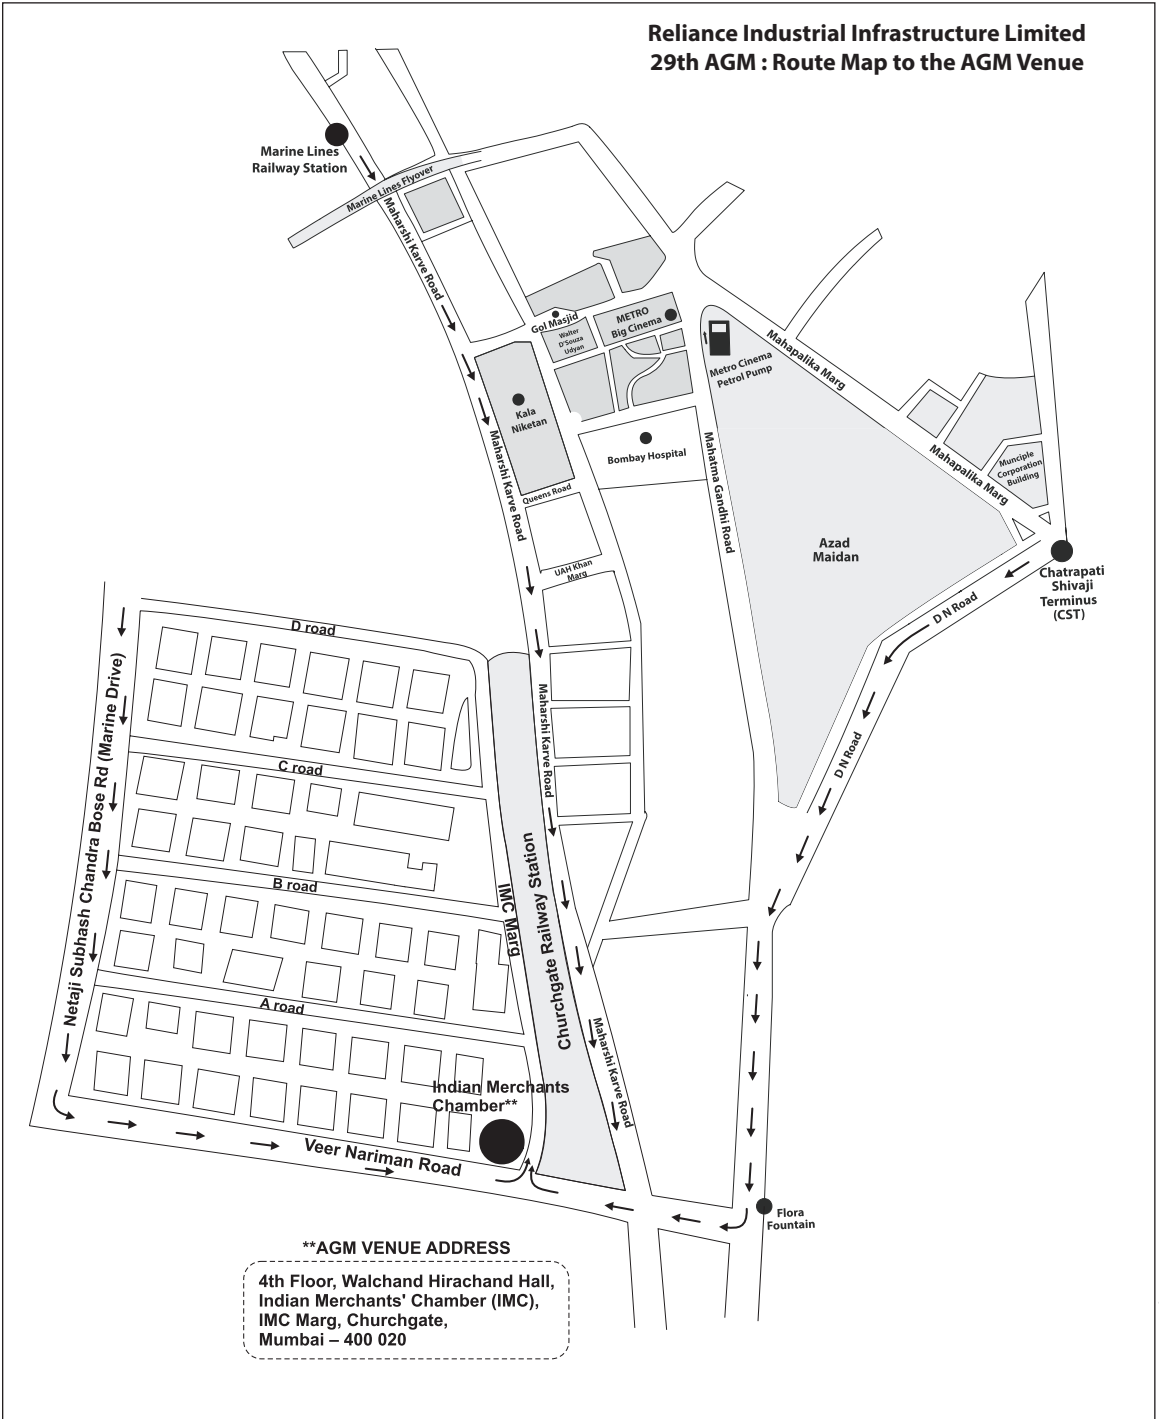 Reliance Industrial Infrastructure Limited
29th AGM : Route Map to the AGM Venue
Marine Lines
Railway Station
Marine Lines Flyover
Maharshi Karve Road
Gol Masjid
Walter
D'Souza
Udyan
METRO
Big Cinema
Metro Cinema
Petrol Pump
Mahapalika Marg
Kala
Niketan
Bombay Hospital
Mahatma Gandhi Road
Mahapalika Marg
Munciple
Corporation
Building
Maharshi Karve Road
Queens Road
UAH Khan
Marg
Azad
Maidan
Chatrapati
Shivaji
Terminus
(CST)
D N Road
D N Road
D road
C road
B road
A road
Netaji Subhash Chandra Bose Rd (Marine Drive)
Maharshi Karve Road
IMC Marg
Churchgate Railway Station
Maharshi Karve Road
Indian Merchants
Chamber**
Veer Nariman Road
Flora
Fountain
**AGM VENUE ADDRESS
4th Floor, Walchand Hirachand Hall,
Indian Merchants' Chamber (IMC),
IMC Marg, Churchgate,
Mumbai – 400 020